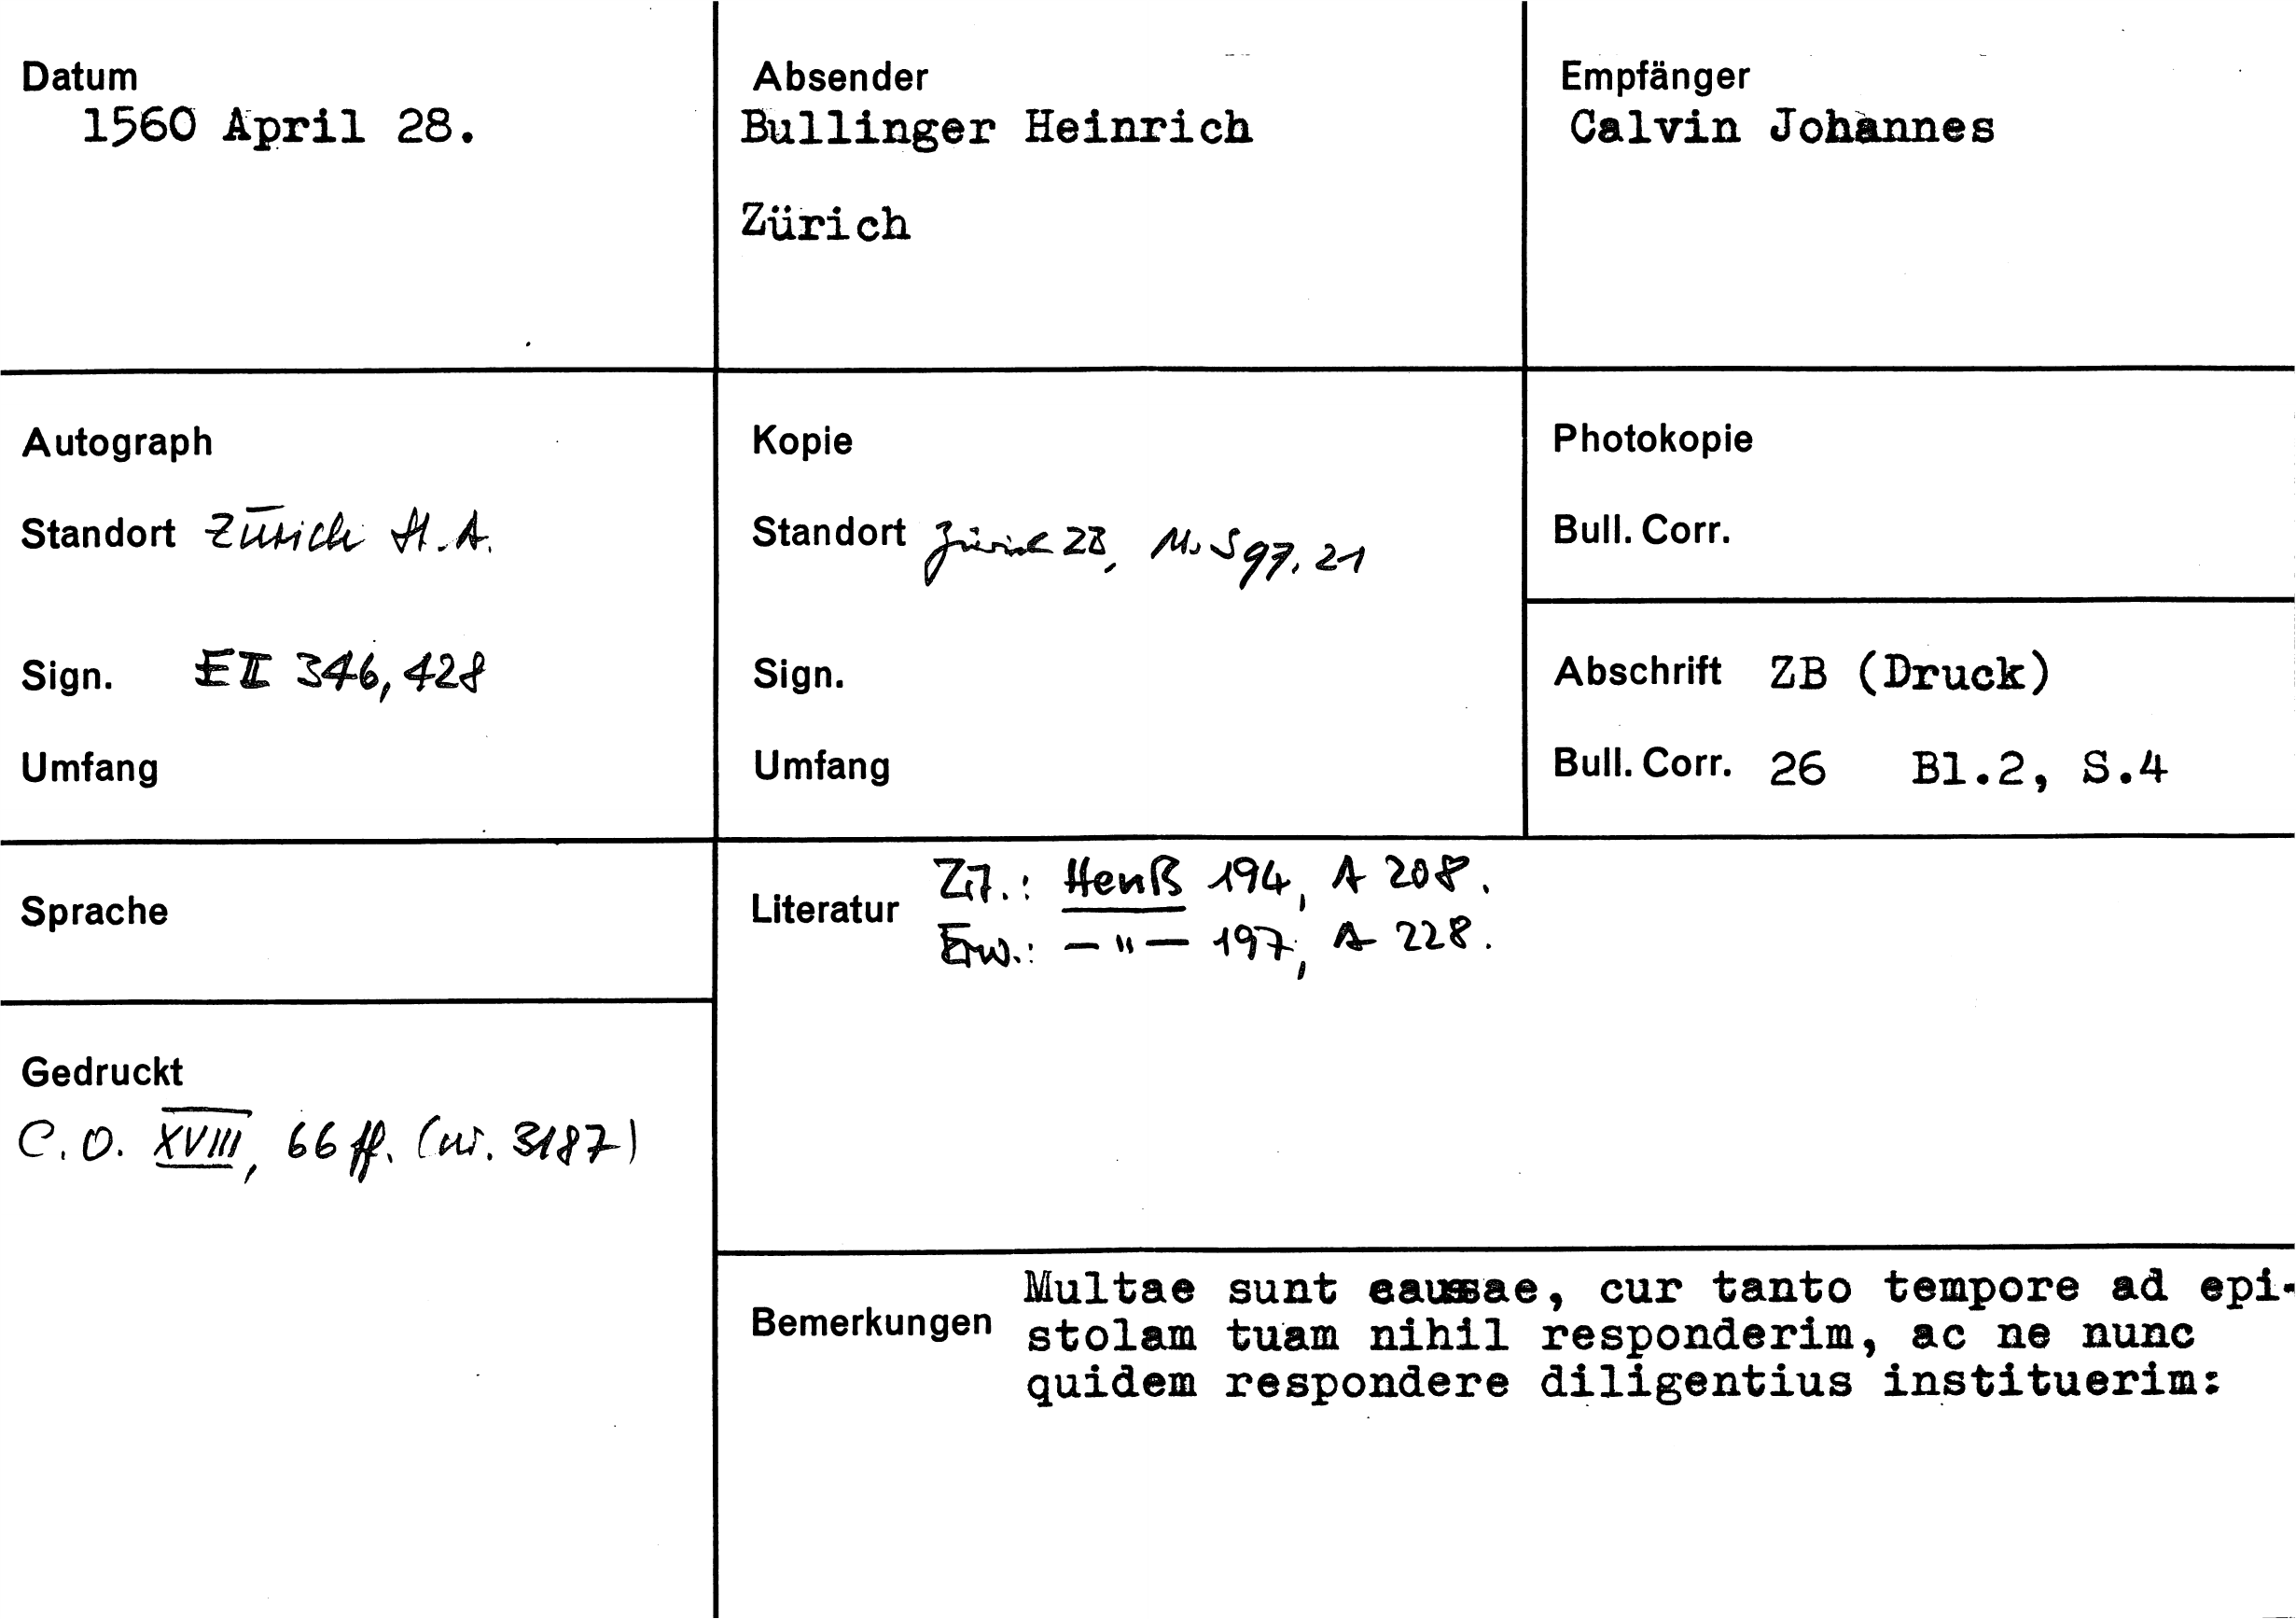 Datum
1560 April 28.
Absender
Bullinger Heinrich
Zürich
Empfänger
Calvin Johannes
Autograph
Standort Zürich St.A.
Sign. E II 346, 428
Umfang
Kopie
Standort Zürich ZB, Ms S 97, 21
Sign.
Umfang
Photokopie
Bull. Corr.
Abschrift ZB (Druck)
Bull. Corr. 26 Bl.2, S.4
Sprache
Literatur Zit.: Henß 194, A 208.
Erw.: —"— 197, A 228.
Gedruckt
C.O. XVIII, 66 ff. (nr. 3187)
Bemerkungen Multae sunt caussae, cur tanto tempore ad epi-
stolam tuam nihil responderim, ac ne nunc
quidem respondere diligentius instituerim: